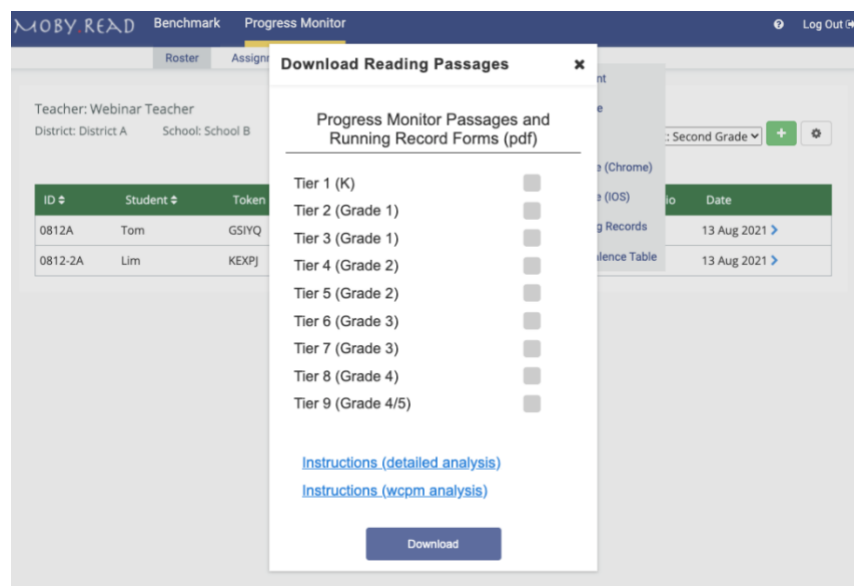 MOBY.READ Benchmark Progress Monitor Log Out
Roster
Download Reading Passages
Teacher: Webinar Teacher
District: District A School: School B
: Second Grade
Progress Monitor Passages and
Running Record Forms (pdf)
(Chrome)
(IOS)
Records
Table
ID Student Token Date
0812A Tom GSIYQ 13 Aug 2021
0812-2A Lim KEXPJ 13 Aug 2021
Tier 1 (K)
Tier 2 (Grade 1)
Tier 3 (Grade 1)
Tier 4 (Grade 2)
Tier 5 (Grade 2)
Tier 6 (Grade 3)
Tier 7 (Grade 3)
Tier 8 (Grade 4)
Tier 9 (Grade 4/5)
Instructions (detailed analysis)
Instructions (wcpm analysis)
Download